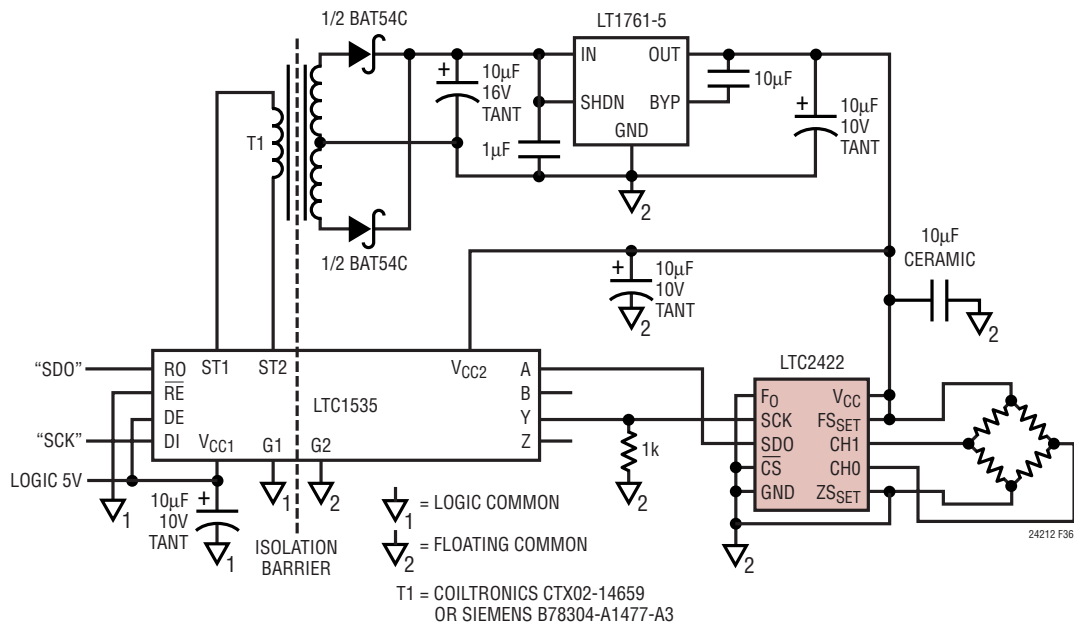 1/2 BAT54C
LT1761-5
IN
OUT
+
10µF
16V
TANT
10µF
SHDN
BYP
+
10µF
10V
TANT
T1
GND
1µF
2
1/2 BAT54C
10µF
CERAMIC
+
10µF
10V
TANT
2
2
LTC2422
"SDO"
RO
ST1
ST2
VCC2
A
RE
LTC1535
B
FO
VCC
DE
Y
SCK
FSSET
"SCK"
DI
VCC1
G1
G2
Z
SDO
CH1
1k
CS
CH0
LOGIC 5V
GND
ZSSET
1
10µF
10V
TANT
+
1
2
2
1
= LOGIC COMMON
1
ISOLATION
BARRIER
2
= FLOATING COMMON
2
24212 F36
T1 = COILTRONICS CTX02-14659
OR SIEMENS B78304-A1477-A3